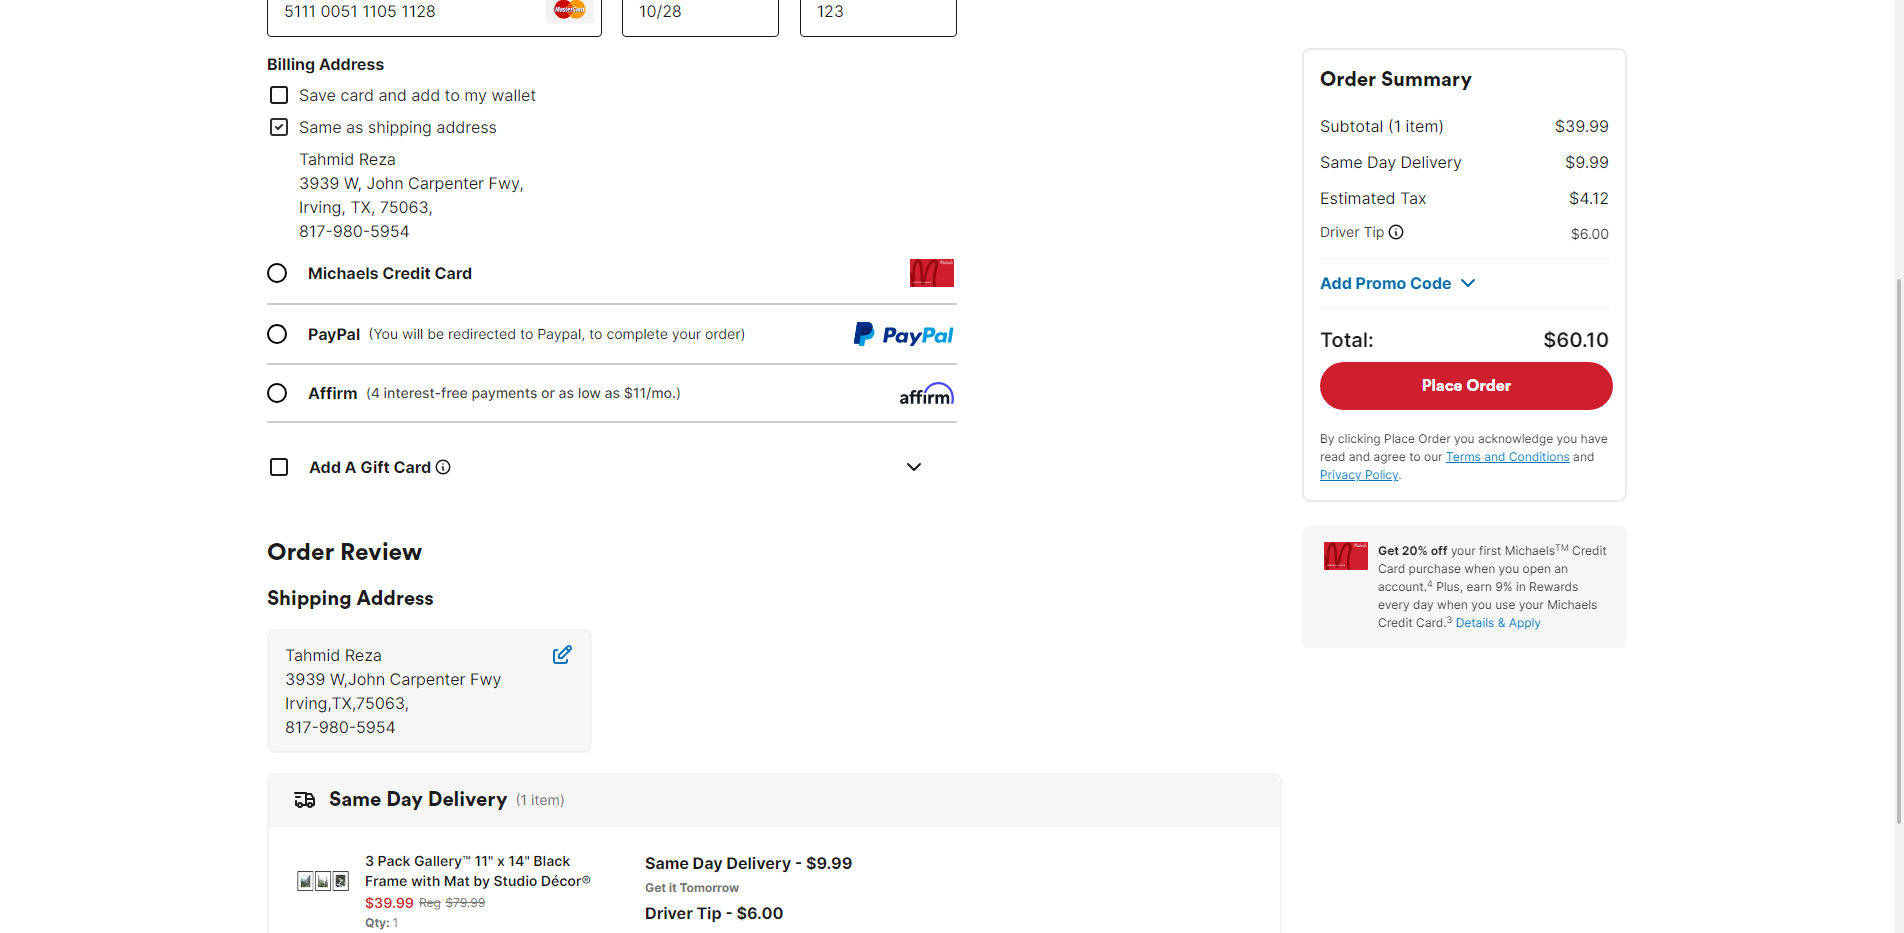 5111 0051 1105 1128
MasterCard
10/28
123
Billing Address
Save card and add to my wallet
Same as shipping address
Tahmid Reza
3939 W, John Carpenter Fwy,
Irving, TX, 75063,
817-980-5954
Michaels Credit Card
PayPal (You will be redirected to Paypal, to complete your order)
PayPal
Affirm (4 interest-free payments or as low as $11/mo.)
affirm
Add A Gift Card
Order Review
Shipping Address
Tahmid Reza
3939 W,John Carpenter Fwy
Irving,TX,75063,
817-980-5954
Same Day Delivery (1 item)
3 Pack Gallery™ 11" x 14" Black
Frame with Mat by Studio Décor®
$39.99 Reg $79.99
Qty: 1
Same Day Delivery - $9.99
Get it Tomorrow
Driver Tip - $6.00
Order Summary
Subtotal (1 item) $39.99
Same Day Delivery $9.99
Estimated Tax $4.12
Driver Tip $6.00
Add Promo Code
Total: $60.10
Place Order
By clicking Place Order you acknowledge you have
read and agree to our Terms and Conditions and
Privacy Policy.
Get 20% off your first Michaels™ Credit
Card purchase when you open an
account.⁴ Plus, earn 9% in Rewards
every day when you use your Michaels
Credit Card.³ Details & Apply